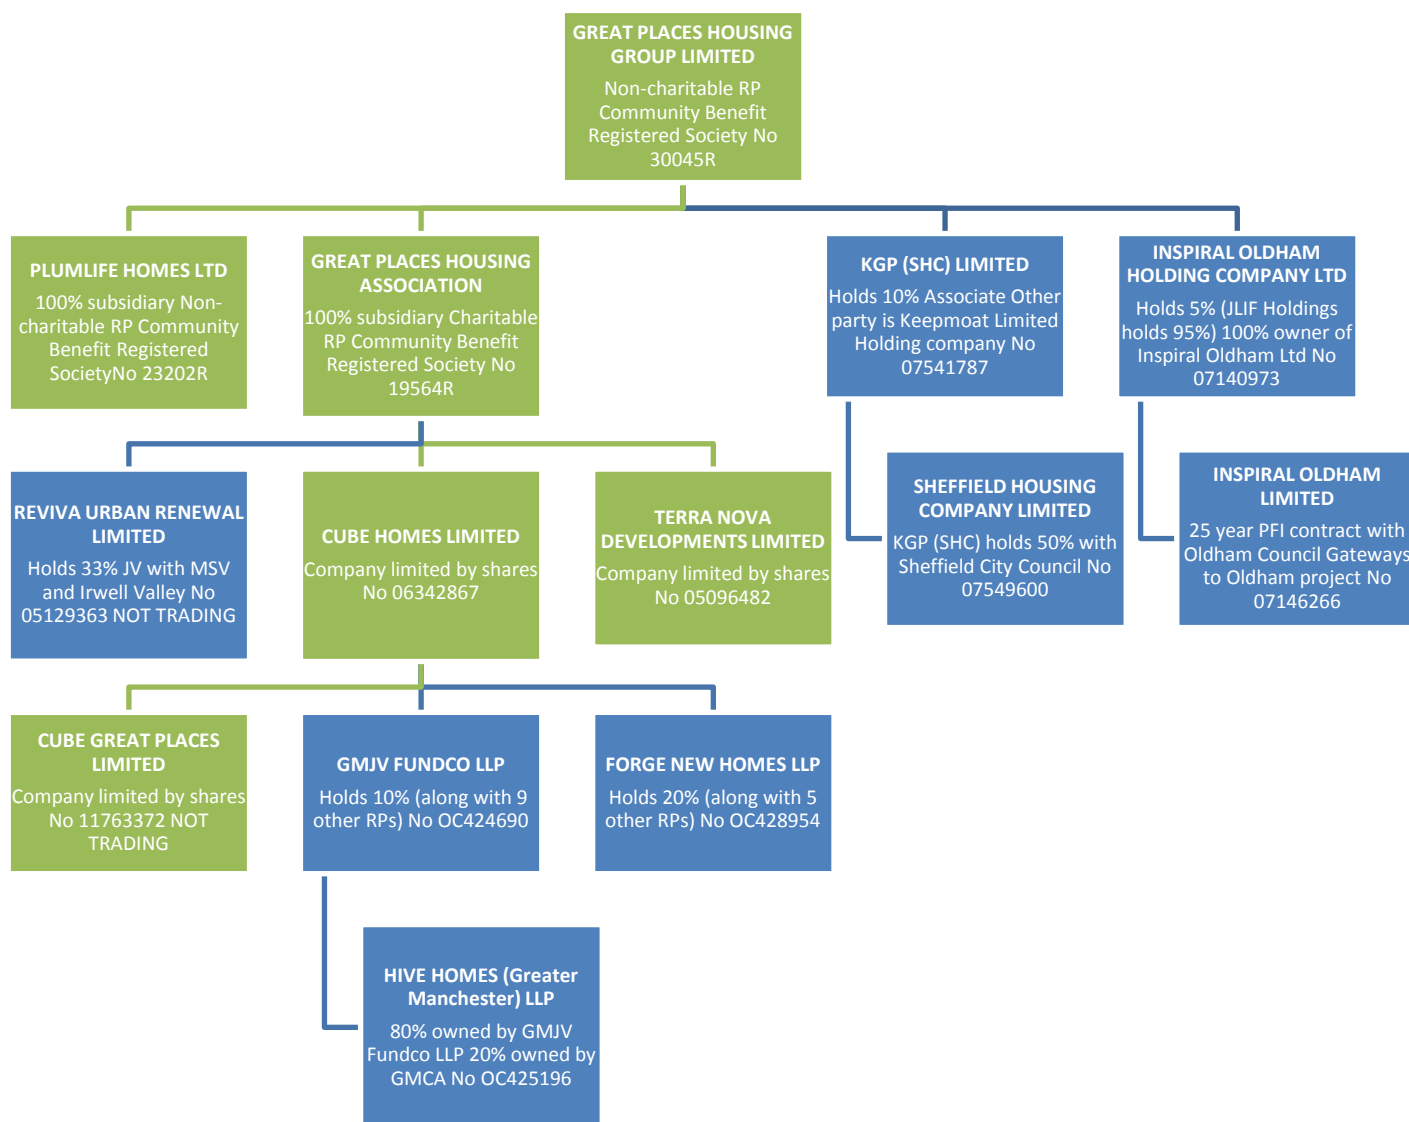 GREAT PLACES HOUSING
GROUP LIMITED
Non-charitable RP
Community Benefit
Registered Society No
30045R
PLUMLIFE HOMES LTD
100% subsidiary Non-
charitable RP Community
Benefit Registered
SocietyNo 23202R
GREAT PLACES HOUSING
ASSOCIATION
100% subsidiary Charitable
RP Community Benefit
Registered Society No
19564R
KGP (SHC) LIMITED
Holds 10% Associate Other
party is Keepmoat Limited
Holding company No
07541787
INSPIRAL OLDHAM
HOLDING COMPANY LTD
Holds 5% (JLIF Holdings
holds 95%) 100% owner of
Inspiral Oldham Ltd No
07140973
REVIVA URBAN RENEWAL
LIMITED
Holds 33% JV with MSV
and Irwell Valley No
05129363 NOT TRADING
CUBE HOMES LIMITED
Company limited by shares
No 06342867
TERRA NOVA
DEVELOPMENTS LIMITED
Company limited by shares
No 05096482
SHEFFIELD HOUSING
COMPANY LIMITED
KGP (SHC) holds 50% with
Sheffield City Council No
07549600
INSPIRAL OLDHAM
LIMITED
25 year PFI contract with
Oldham Council Gateways
to Oldham project No
07146266
CUBE GREAT PLACES
LIMITED
Company limited by shares
No 11763372 NOT
TRADING
GMJV FUNDCO LLP
Holds 10% (along with 9
other RPs) No OC424690
FORGE NEW HOMES LLP
Holds 20% (along with 5
other RPs) No OC428954
HIVE HOMES (Greater
Manchester) LLP
80% owned by GMJV
Fundco LLP 20% owned by
GMCA No OC425196